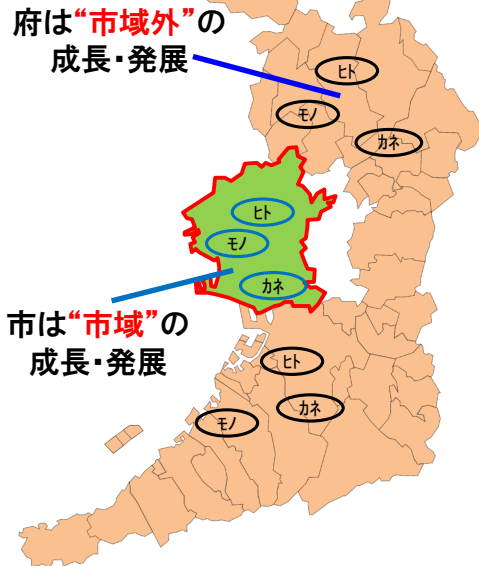 府は“市域外”の
成長・発展
ヒト
モノ
カネ
ヒト
モノ
カネ
市は“市域”の
成長・発展
ヒト
カネ
モノ